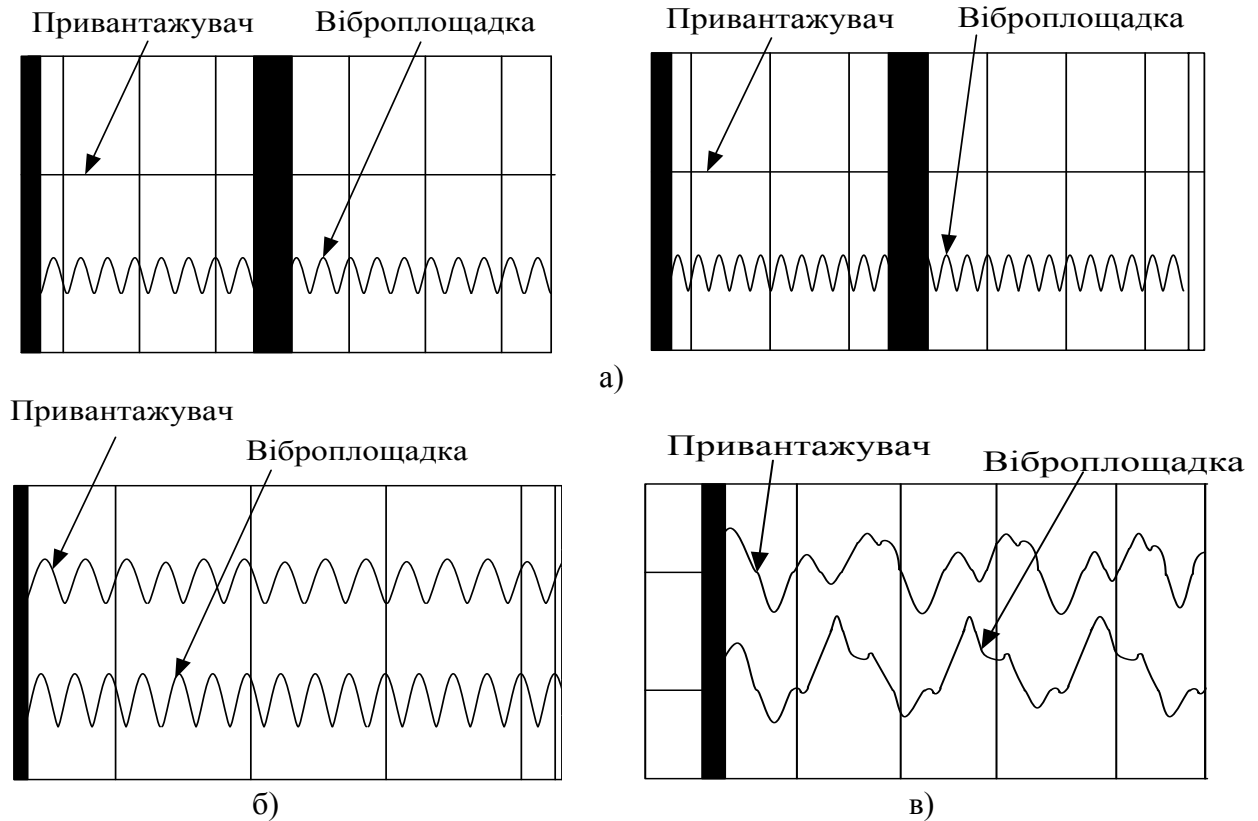 Привантажувач Віброплощадка
Привантажувач Віброплощадка
а)
Привантажувач
Віброплощадка
Привантажувач
Віброплощадка
б)
в)